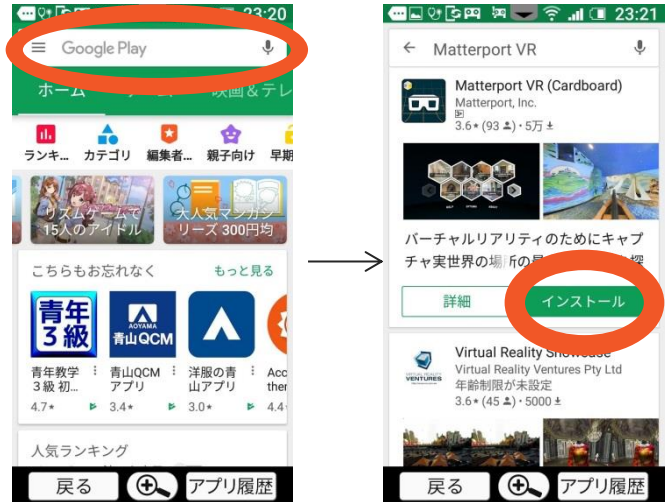 23:20
Google Play
ホーム
ランキ...
カテゴリ
編集者...
親子向け
早期
リズムゲームで
15人のアイドル
大人気マンガシ
リーズ 300円均
こちらもお忘れなく
もっと見る
青年
3級
AOYAMA
青山QCM
青年教学
3級 初...
青山QCM
アプリ
洋服の青
山アプリ
Acc
ther
4.7★
3.4★
3.0★
4.4
人気ランキング
戻る
アプリ履歴
23:21
Matterport VR
Matterport VR (Cardboard)
Matterport, Inc.
3.6★ (93 )・5万
バーチャルリアリティのためにキャプ
チャ実世界の場
詳細
インストール
VIRTUAL REALITY
VENTURES
Virtual Reality Showcase
Virtual Reality Ventures Pty Ltd
年齢制限が未設定
3.6★ (45 )・5000
戻る
アプリ履歴